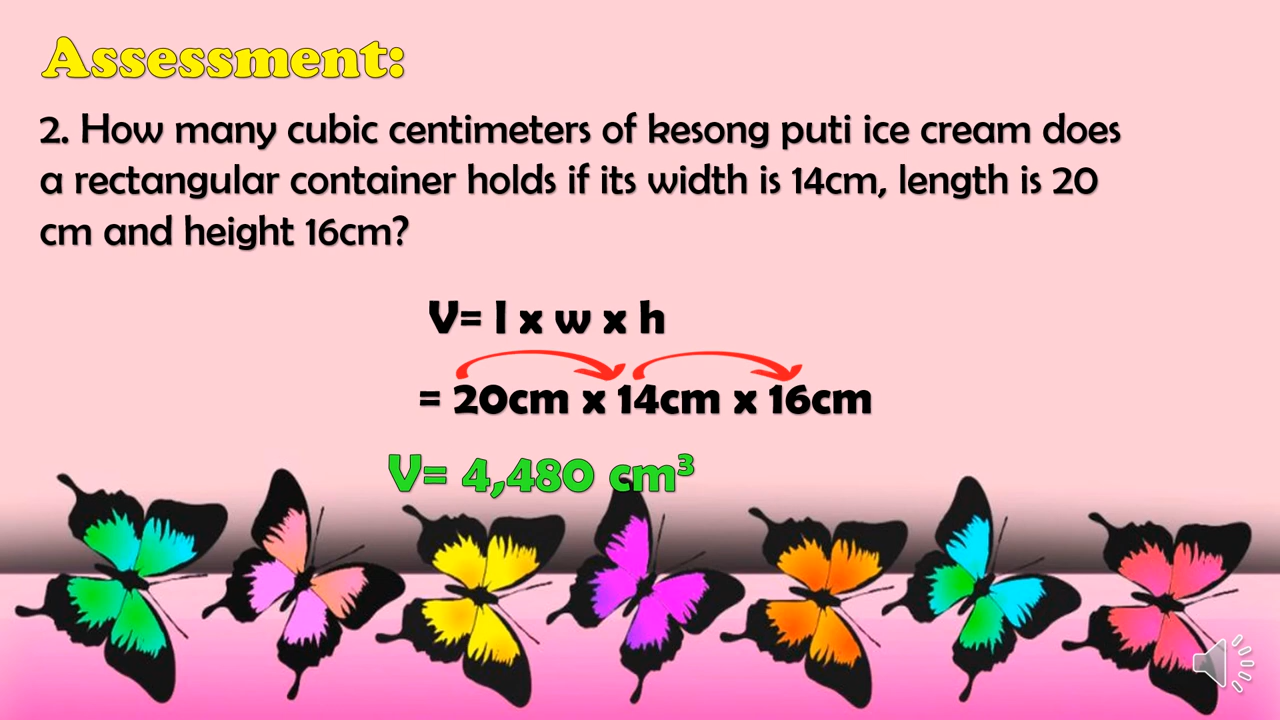 Assessment:
2. How many cubic centimeters of kesong puti ice cream does
a rectangular container holds if its width is 14cm, length is 20
cm and height 16cm?
V= l x w x h
= 20cm x 14cm x 16cm
V= 4,480 cm³